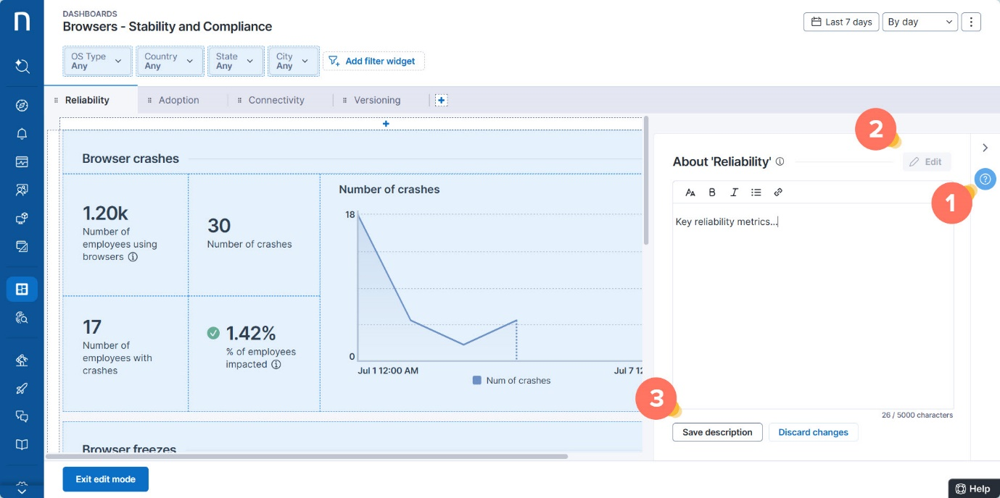 DASHBOARDS
Browsers - Stability and Compliance
Last 7 days
By day
OS Type
Any
Country
Any
State
Any
City
Any
Add filter widget
Reliability
Adoption
Connectivity
Versioning
Browser crashes
1.20k
Number of
employees using
browsers
30
Number of crashes
17
Number of
employees with
crashes
1.42%
% of employees
impacted
Number of crashes
18
0
Jul 1 12:00 AM
Jul 7 12
Num of crashes
Browser freezes
2
About 'Reliability'
Edit
1
Key reliability metrics...
26 / 5000 characters
3
Save description
Discard changes
Exit edit mode
Help